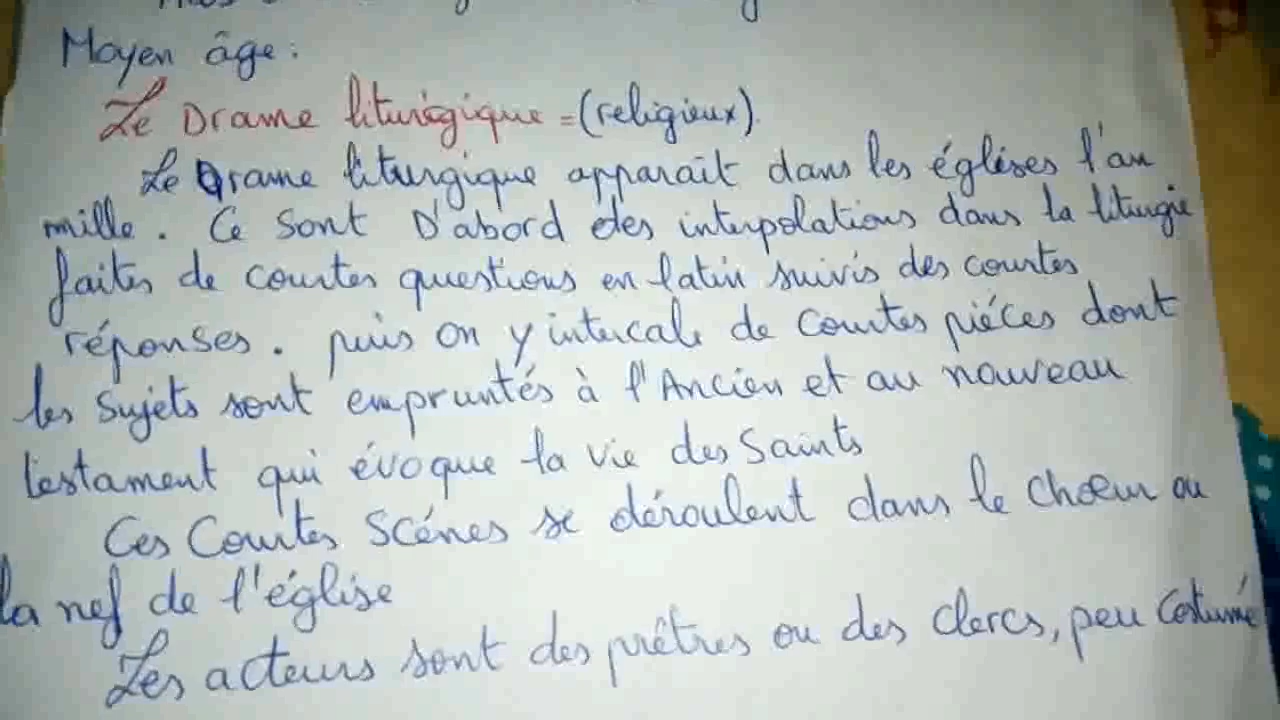 Moyen âge :
Le Drame liturgique = (religieux).
Le Drame liturgique apparait dans les églises l'an
mille. Ce sont D'abord des interpolations dans la liturgie
faites de courtes questions en latin suivis des courtes
réponses. puis on y intercale de courtes piéces dont
les sujets sont empruntés à l'Ancien et au nouveau
testament qui évoque la vie des Saints
Ces Courtes Scénes se déroulent dans le choeur ou
la nef de l'église
Les acteurs sont des prêtres ou des clercs, peu Costumé